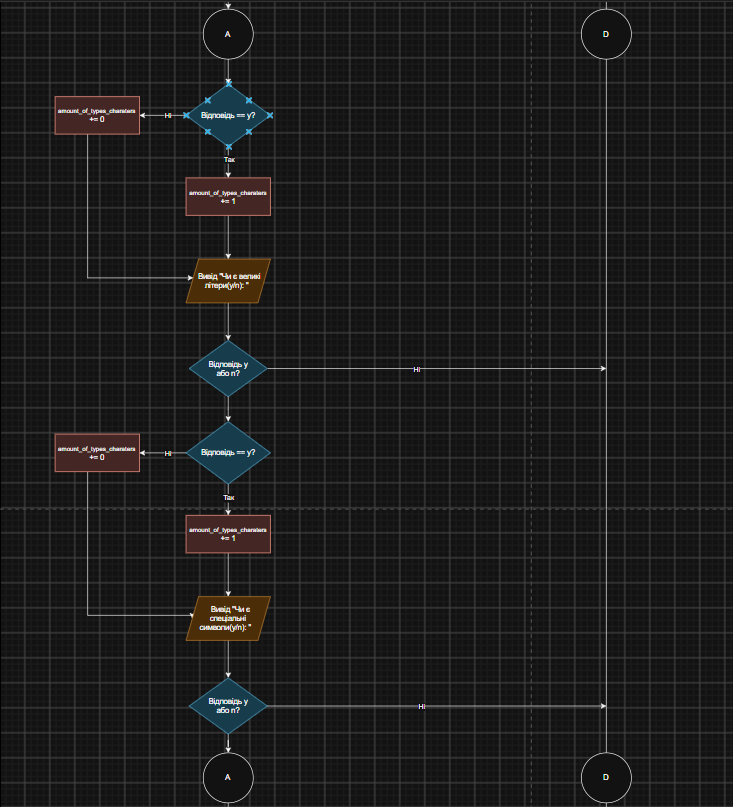 A
D
amount_of_types_charaters
+= 0
Ні
Відповідь == y?
Так
amount_of_types_charaters
+= 1
Вивід "Чи є великі
літери(y/n): "
Відповідь y
або n?
Ні
amount_of_types_charaters
+= 0
Ні
Відповідь == y?
Так
amount_of_types_charaters
+= 1
Вивід "Чи є
спеціальні
символи(y/n): "
Відповідь y
або n?
Ні
A
D